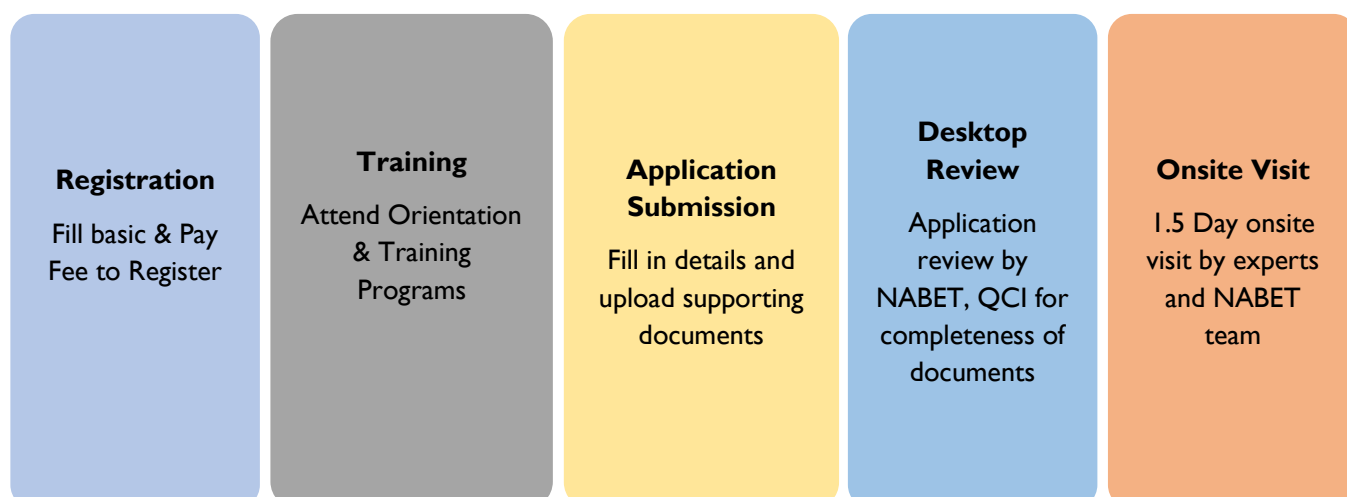 Registration
Fill basic & Pay
Fee to Register
Training
Attend Orientation
& Training
Programs
Application
Submission
Fill in details and
upload supporting
documents
Desktop
Review
Application
review by
NABET, QCI for
completeness of
documents
Onsite Visit
1.5 Day onsite
visit by experts
and NABET
team